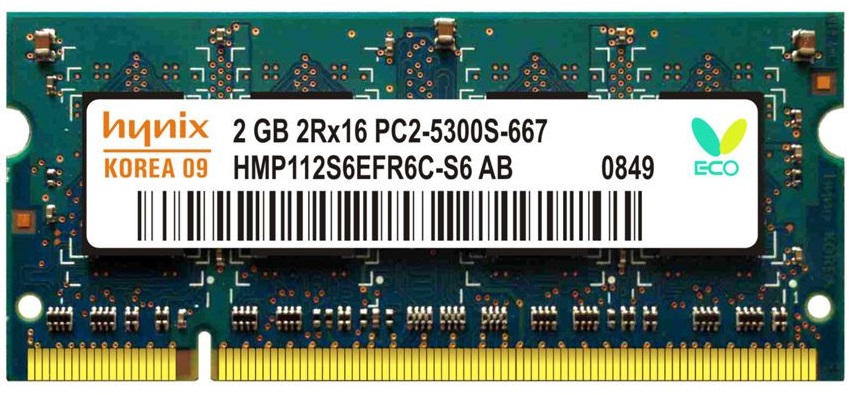 hynix
KOREA 09
2 GB 2Rx16 PC2-5300S-667
HMP112S6EFR6C-S6 AB 0849
ECO